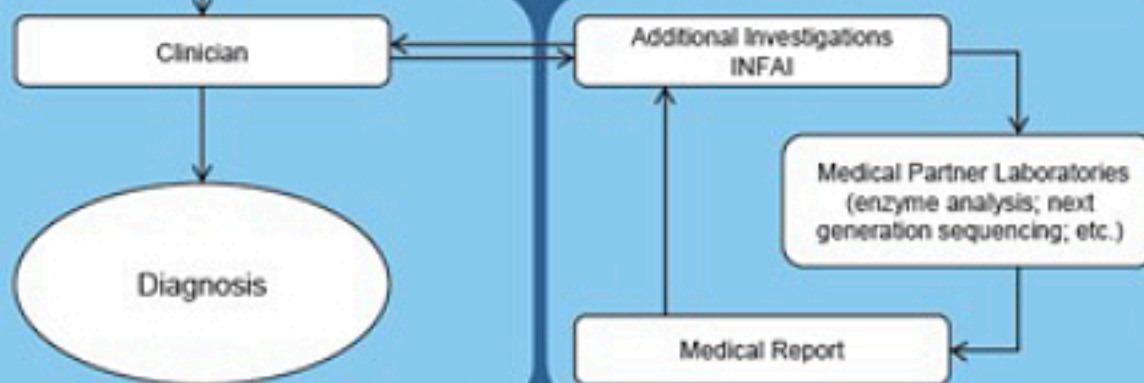 Clinician
Additional Investigations
INFAI
Medical Partner Laboratories
(enzyme analysis; next
generation sequencing; etc.)
Diagnosis
Medical Report